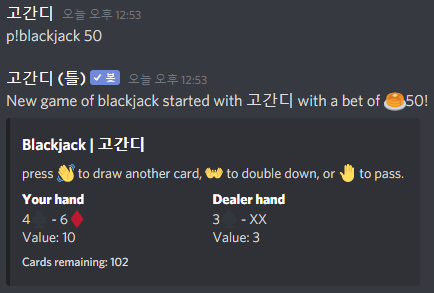 고간디 오늘 오후 12:53
p!blackjack 50
고간디 (틀) ✔ 봇 오늘 오후 12:53
New game of blackjack started with 고간디 with a bet of 🥞50!
Blackjack | 고간디
press 👋 to draw another card, 👐 to double down, or 🤚 to pass.
Your hand Dealer hand
4♠ - 6♦ 3♠ - XX
Value: 10 Value: 3
Cards remaining: 102